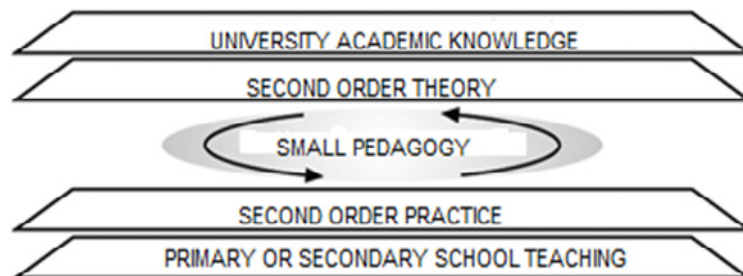 UNIVERSITY ACADEMIC KNOWLEDGE
SECOND ORDER THEORY
SMALL PEDAGOGY
SECOND ORDER PRACTICE
PRIMARY OR SECONDARY SCHOOL TEACHING